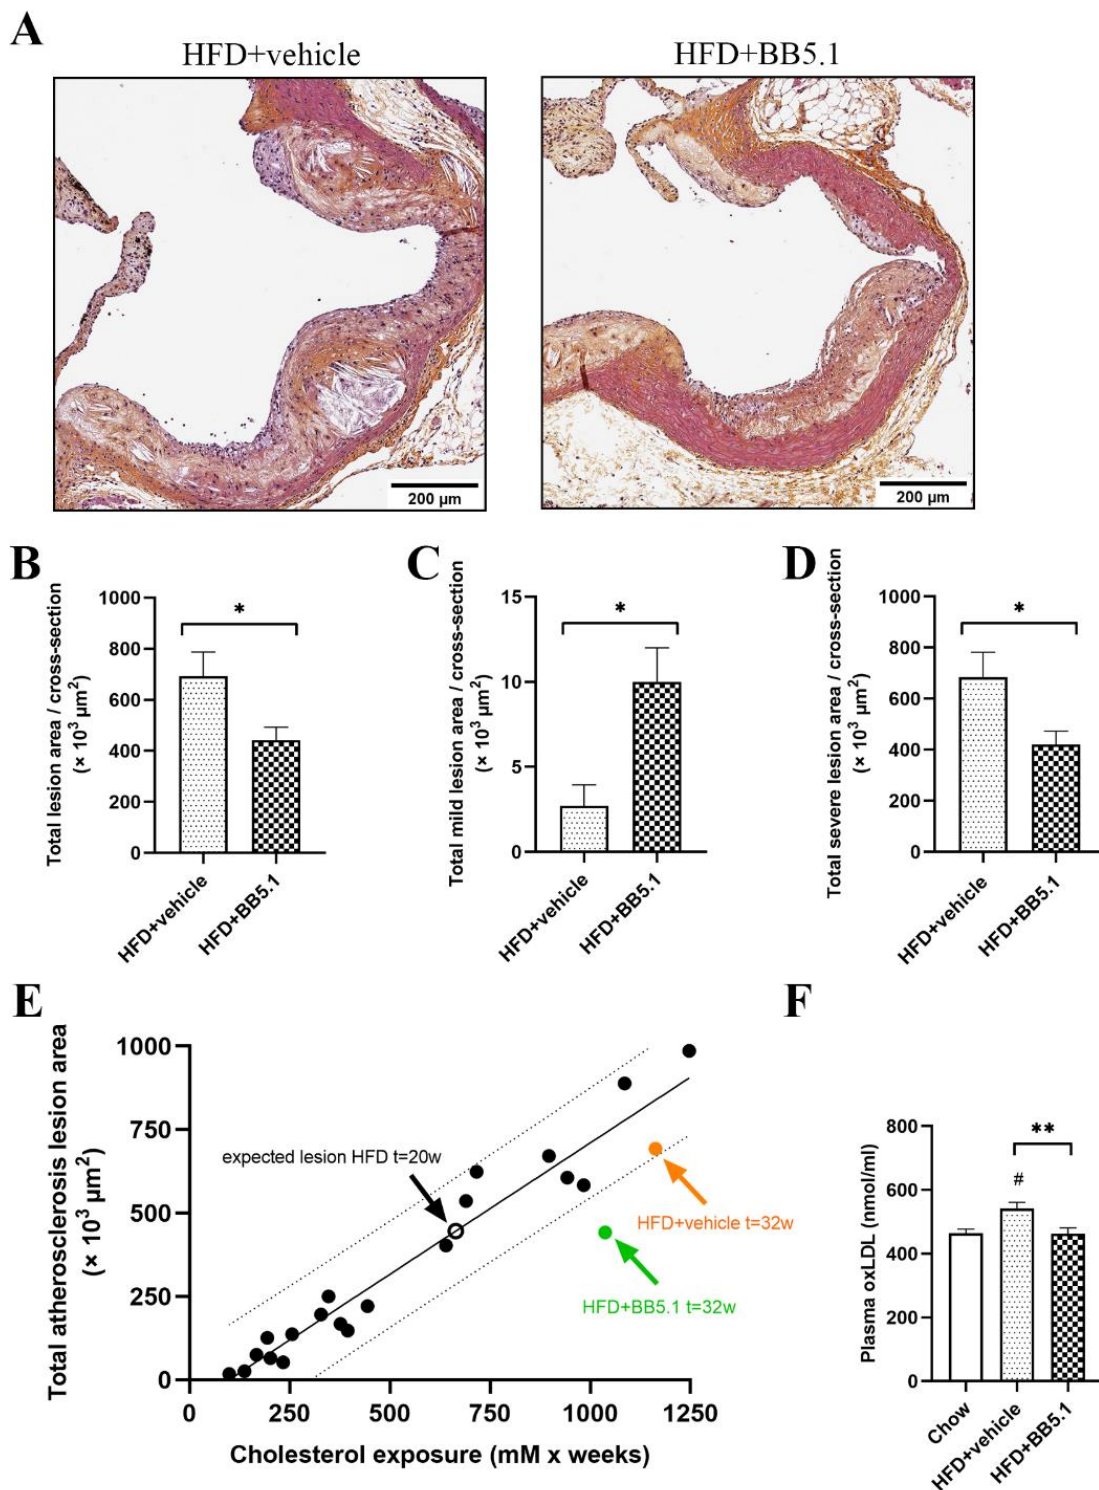 A
HFD+vehicle
HFD+BB5.1
200 µm
200 µm
B
Total lesion area / cross-section
(× 10³ µm²)
1000
800
600
400
200
0
*
HFD+vehicle
HFD+BB5.1
C
Total mild lesion area / cross-section
(× 10³ µm²)
15
10
5
0
*
HFD+vehicle
HFD+BB5.1
D
Total severe lesion area / cross-section
(× 10³ µm²)
1000
800
600
400
200
0
*
HFD+vehicle
HFD+BB5.1
E
Total atherosclerosis lesion area
(× 10³ µm²)
1000
750
500
250
0
expected lesion HFD t=20w
HFD+vehicle t=32w
HFD+BB5.1 t=32w
0 250 500 750 1000 1250
Cholesterol exposure (mM x weeks)
F
Plasma oxLDL (nmol/ml)
800
600
400
200
0
#
**
Chow
HFD+vehicle
HFD+BB5.1